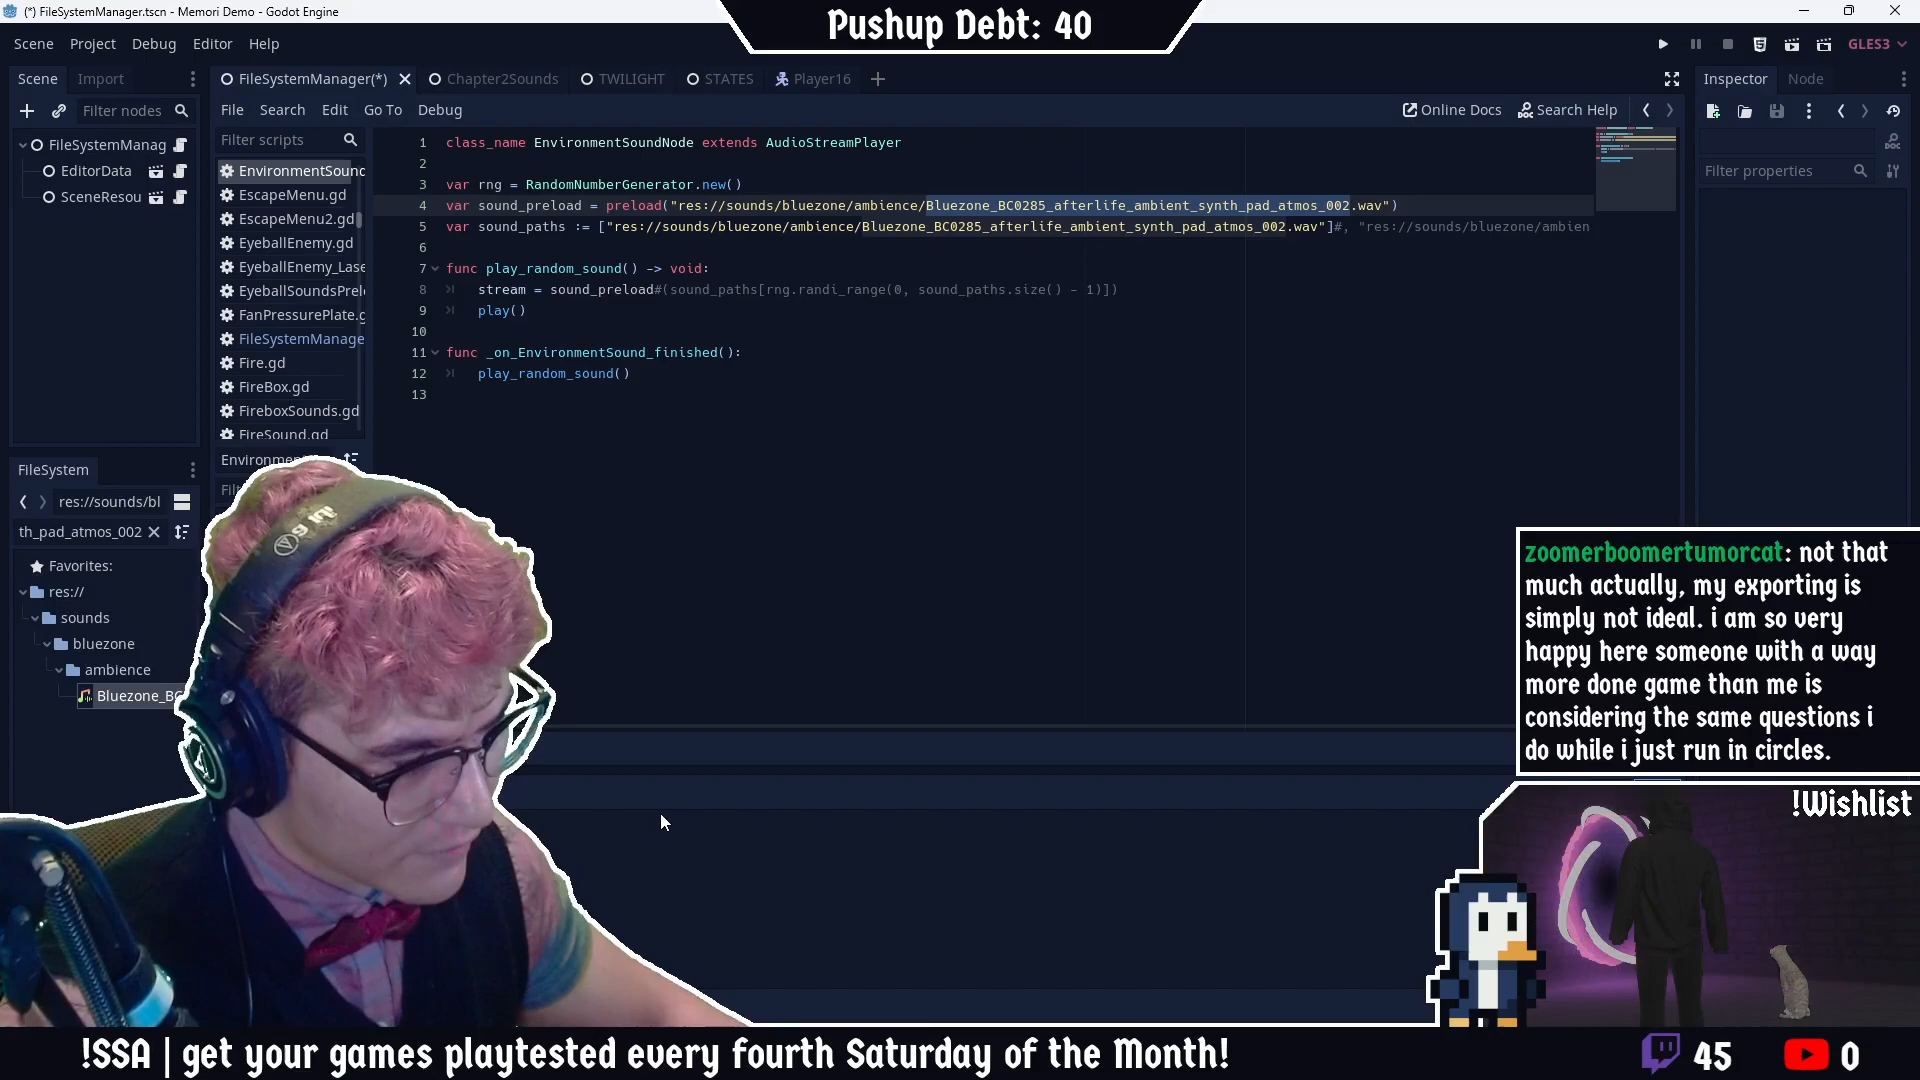 (*) FileSystemManager.tscn - Memori Demo - Godot Engine
Pushup Debt: 40
Scene Project Debug Editor Help
GLES3
Scene Import
FileSystemManager(*) Chapter2Sounds TWILIGHT STATES Player16
Inspector Node
Filter nodes
File Search Edit Go To Debug
Online Docs Search Help
FileSystemManag
EditorData
SceneResou
Filter scripts
EnvironmentSound
EscapeMenu.gd
EscapeMenu2.gd
EyeballEnemy.gd
EyeballEnemy_Lase
EyeballSoundsPrel
FanPressurePlate.g
FileSystemManage
Fire.gd
FireBox.gd
FireboxSounds.gd
FireSound.gd
Environmen
Filt
1 class_name EnvironmentSoundNode extends AudioStreamPlayer
2
3 var rng = RandomNumberGenerator.new()
4 var sound_preload = preload("res://sounds/bluezone/ambience/Bluezone_BC0285_afterlife_ambient_synth_pad_atmos_002.wav")
5 var sound_paths := ["res://sounds/bluezone/ambience/Bluezone_BC0285_afterlife_ambient_synth_pad_atmos_002.wav"]#, "res://sounds/bluezone/ambien
6
7 func play_random_sound() -> void:
8 stream = sound_preload#(sound_paths[rng.randi_range(0, sound_paths.size() - 1)])
9 play()
10
11 func _on_EnvironmentSound_finished():
12 play_random_sound()
13
Filter properties
FileSystem
res://sounds/bl
th_pad_atmos_002
Favorites:
res://
sounds
bluezone
ambience
Bluezone_BC
zoomerboomertumorcat: not that
much actually, my exporting is
simply not ideal. i am so very
happy here someone with a way
more done game than me is
considering the same questions i
do while i just run in circles.
!Wishlist
!SSA | get your games playtested every fourth Saturday of the Month!
45
0